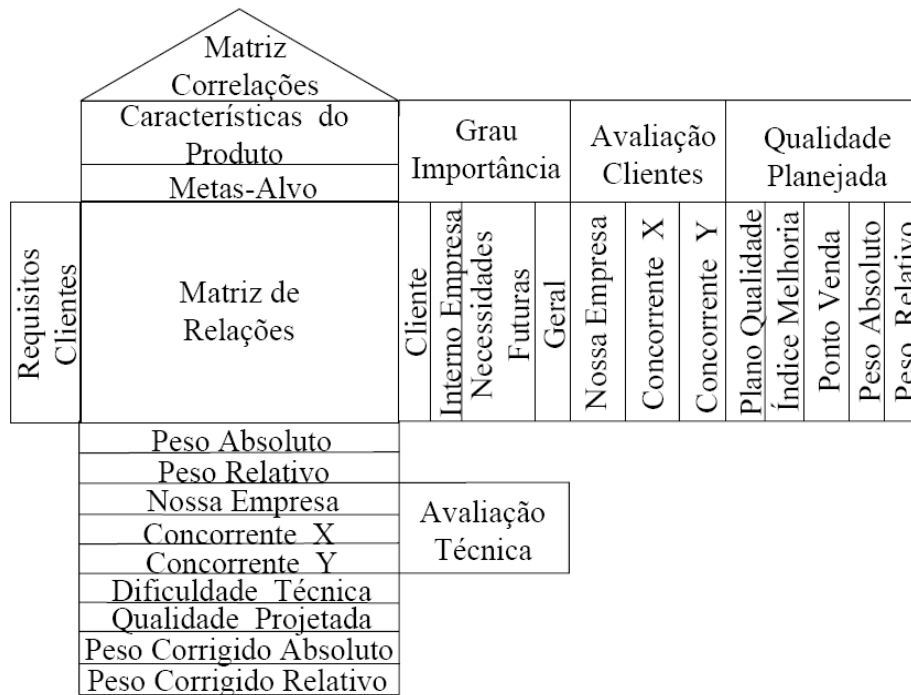 Matriz
Correlações
Características do
Produto
Metas-Alvo
Grau
Importância
Avaliação
Clientes
Qualidade
Planejada
Requisitos
Clientes
Matriz de
Relações
Cliente
Interno Empresa
Necessidades
Futuras
Geral
Nossa Empresa
Concorrente X
Concorrente Y
Plano Qualidade
Índice Melhoria
Ponto Venda
Peso Absoluto
Peso Relativo
Peso Absoluto
Peso Relativo
Nossa Empresa
Concorrente X
Concorrente Y
Avaliação
Técnica
Dificuldade Técnica
Qualidade Projetada
Peso Corrigido Absoluto
Peso Corrigido Relativo